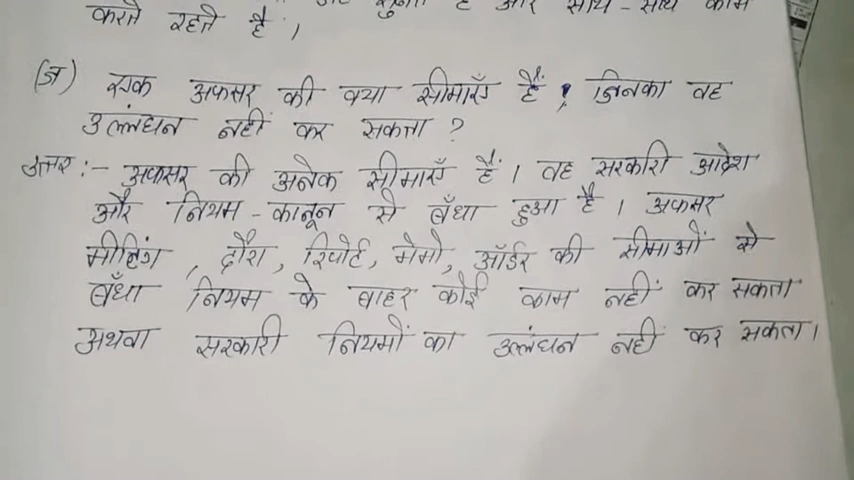 और साथ-साथ काम
करते रहते हैं।
(ज) एक अफसर की क्या सीमाएँ हैं, जिनका वह
उल्लंघन नहीं कर सकता?
उत्तर :- अफसर की अनेक सीमाएँ हैं। वह सरकारी आदेश
और नियम-कानून से बँधा हुआ है। अफसर
मीटिंग, दौरा, रिपोर्ट, मेमो, ऑर्डर की सीमाओं से
बँधा नियम के बाहर कोई काम नहीं कर सकता
अथवा सरकारी नियमों का उल्लंघन नहीं कर सकता।